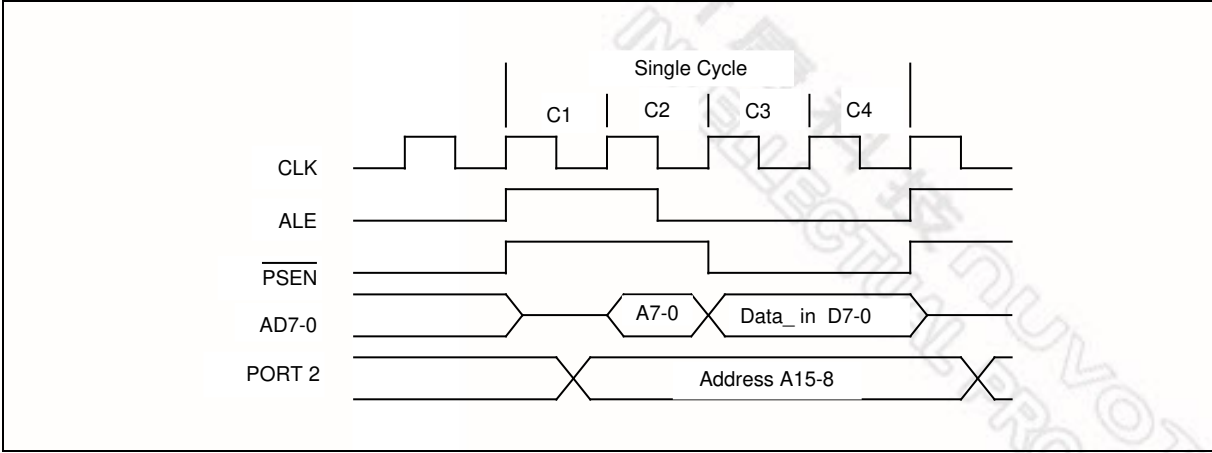 Single Cycle
C1 C2 C3 C4
CLK
ALE
PSEN
AD7-0 A7-0 Data_ in D7-0
PORT 2 Address A15-8